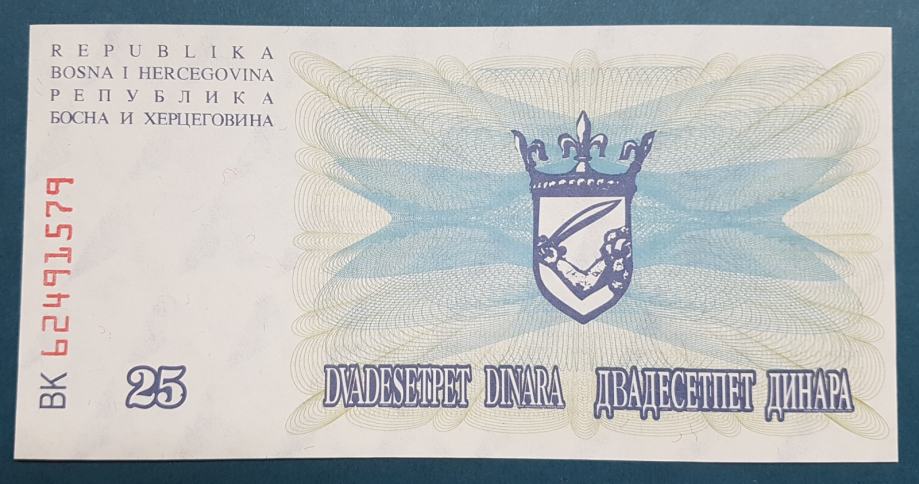 REPUBLIKA
BOSNA I HERCEGOVINA
РЕПУБЛИКА
БОСНА И ХЕРЦЕГОВИНА
BK 62491579
25
DVADESETPET DINARA
ДВАДЕСЕТПЕТ ДИНАРА